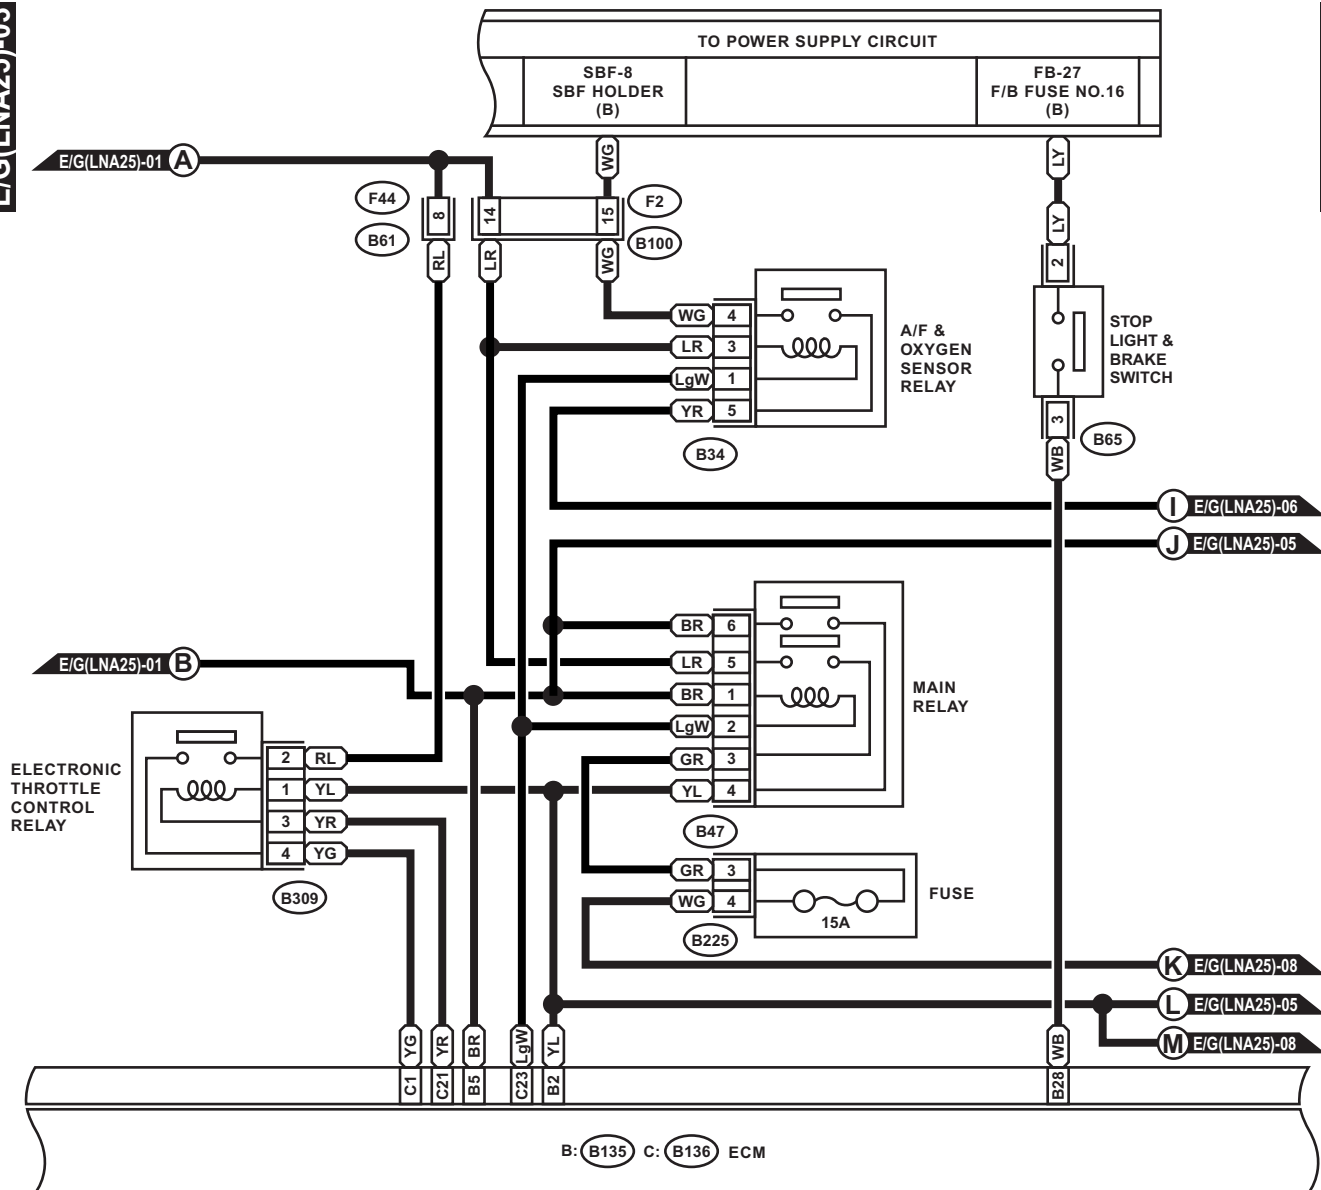 E/G(LNA25)-03
TO POWER SUPPLY CIRCUIT
SBF-8
SBF HOLDER
(B)
FB-27
F/B FUSE NO.16
(B)
E/G(LNA25)-01 A
WG
LY
F44
8
14
15
F2
LY
B61
RL
LR
WG
B100
2
WG 4
LR 3
LgW 1
YR 5
A/F &
OXYGEN
SENSOR
RELAY
STOP
LIGHT &
BRAKE
SWITCH
B34
3
B65
WB
I E/G(LNA25)-06
J E/G(LNA25)-05
BR 6
LR 5
BR 1
LgW 2
GR 3
YL 4
MAIN
RELAY
B47
E/G(LNA25)-01 B
ELECTRONIC
THROTTLE
CONTROL
RELAY
2 RL
1 YL
3 YR
4 YG
B309
GR 3
WG 4
15A
FUSE
B225
K E/G(LNA25)-08
L E/G(LNA25)-05
M E/G(LNA25)-08
YG
YR
BR
LgW
YL
WB
C1
C21
B5
C23
B2
B28
B: B135 C: B136 ECM